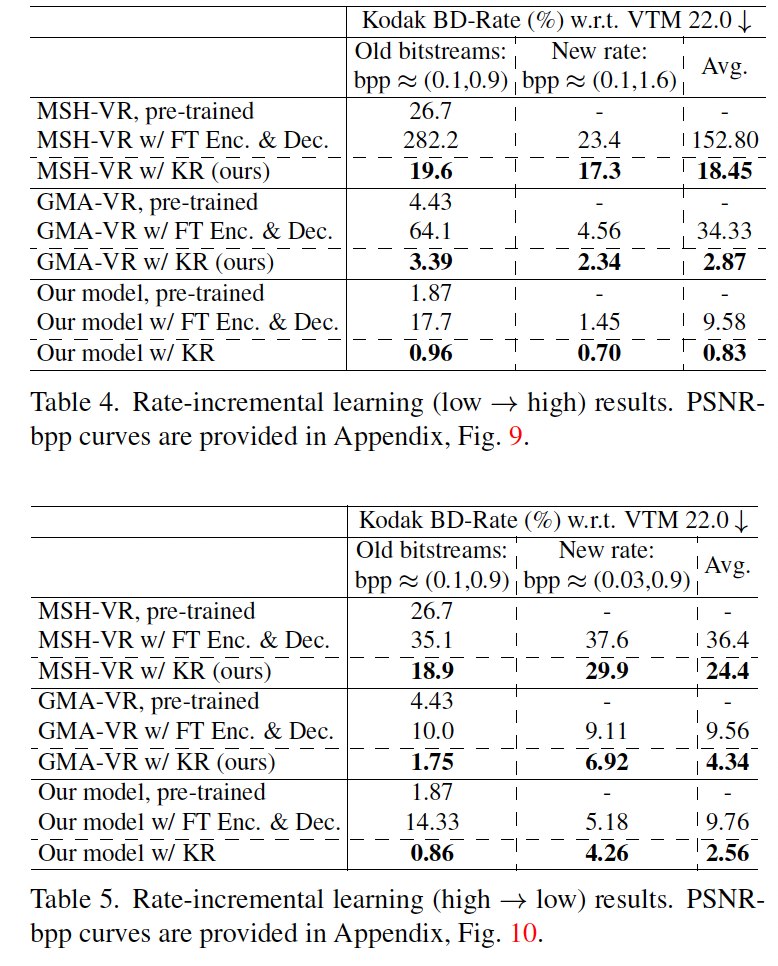 Kodak BD-Rate (%) w.r.t. VTM 22.0 ↓
Old bitstreams: New rate: Avg.
bpp ≈ (0.1,0.9) bpp ≈ (0.1,1.6)
MSH-VR, pre-trained 26.7 - -
MSH-VR w/ FT Enc. & Dec. 282.2 23.4 152.80
MSH-VR w/ KR (ours) 19.6 17.3 18.45
GMA-VR, pre-trained 4.43 - -
GMA-VR w/ FT Enc. & Dec. 64.1 4.56 34.33
GMA-VR w/ KR (ours) 3.39 2.34 2.87
Our model, pre-trained 1.87 - -
Our model w/ FT Enc. & Dec. 17.7 1.45 9.58
Our model w/ KR 0.96 0.70 0.83
Table 4. Rate-incremental learning (low → high) results. PSNR-
bpp curves are provided in Appendix, Fig. 9.
Kodak BD-Rate (%) w.r.t. VTM 22.0 ↓
Old bitstreams: New rate: Avg.
bpp ≈ (0.1,0.9) bpp ≈ (0.03,0.9)
MSH-VR, pre-trained 26.7 - -
MSH-VR w/ FT Enc. & Dec. 35.1 37.6 36.4
MSH-VR w/ KR (ours) 18.9 29.9 24.4
GMA-VR, pre-trained 4.43 - -
GMA-VR w/ FT Enc. & Dec. 10.0 9.11 9.56
GMA-VR w/ KR (ours) 1.75 6.92 4.34
Our model, pre-trained 1.87 - -
Our model w/ FT Enc. & Dec. 14.33 5.18 9.76
Our model w/ KR 0.86 4.26 2.56
Table 5. Rate-incremental learning (high → low) results. PSNR-
bpp curves are provided in Appendix, Fig. 10.